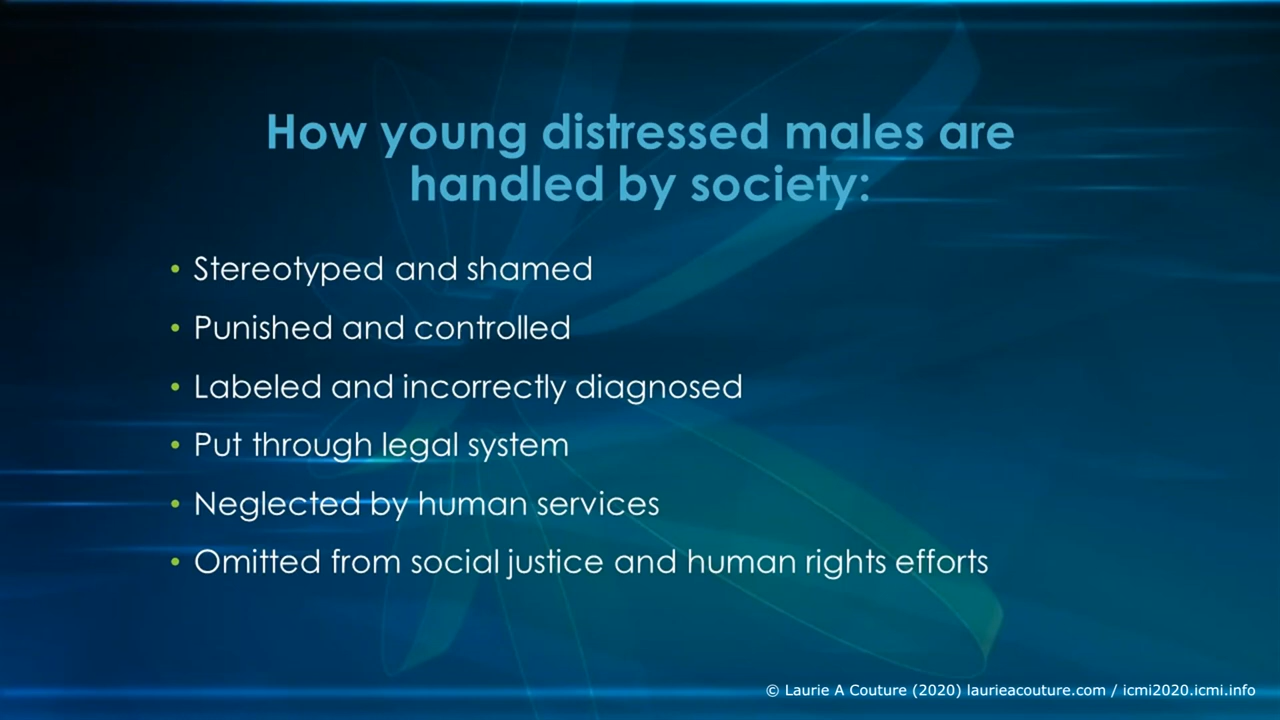 How young distressed males are
handled by society:
• Stereotyped and shamed
• Punished and controlled
• Labeled and incorrectly diagnosed
• Put through legal system
• Neglected by human services
• Omitted from social justice and human rights efforts
© Laurie A Couture (2020) laurieacouture.com / icmi2020.icmi.info